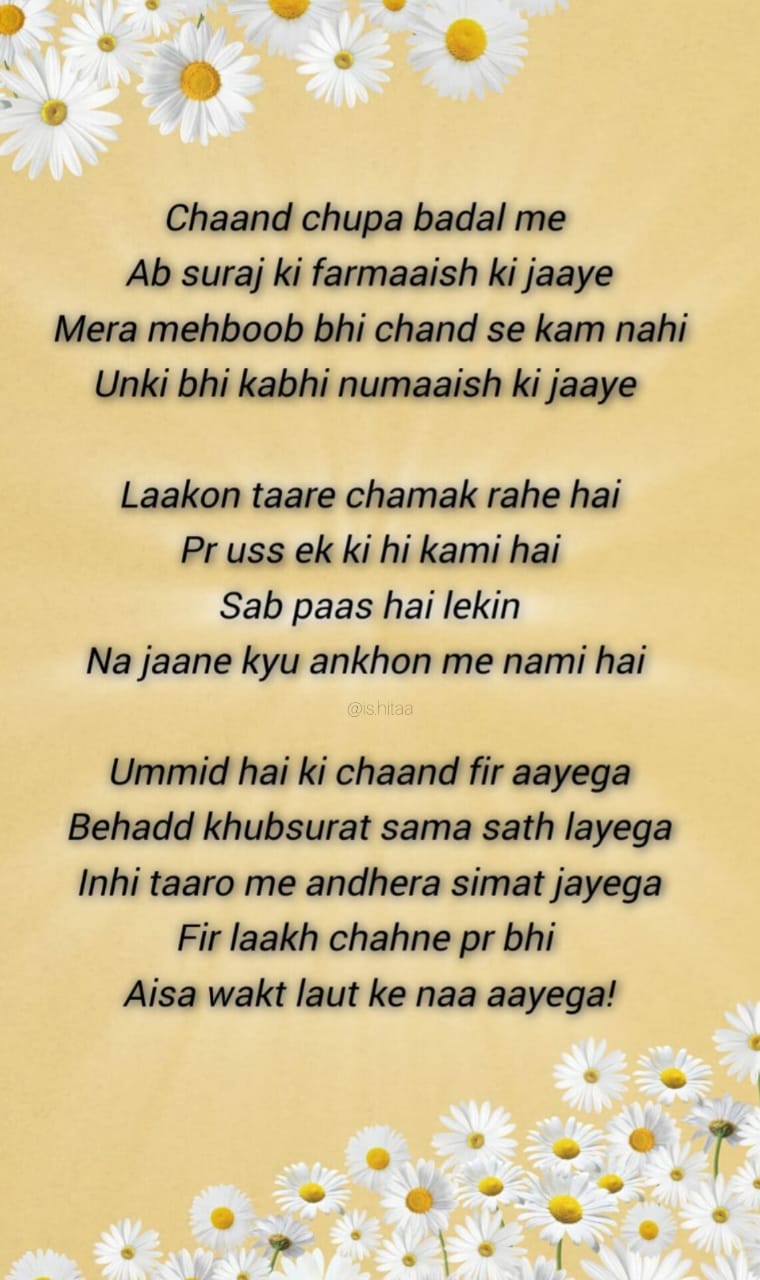 Chaand chupa badal me
Ab suraj ki farmaaish ki jaaye
Mera mehboob bhi chand se kam nahi
Unki bhi kabhi numaaish ki jaaye
Laakon taare chamak rahe hai
Pr uss ek ki hi kami hai
Sab paas hai lekin
Na jaane kyu ankhon me nami hai
@is.hitaa
Ummid hai ki chaand fir aayega
Behadd khubsurat sama sath layega
Inhi taaro me andhera simat jayega
Fir laakh chahne pr bhi
Aisa wakt laut ke naa aayega!